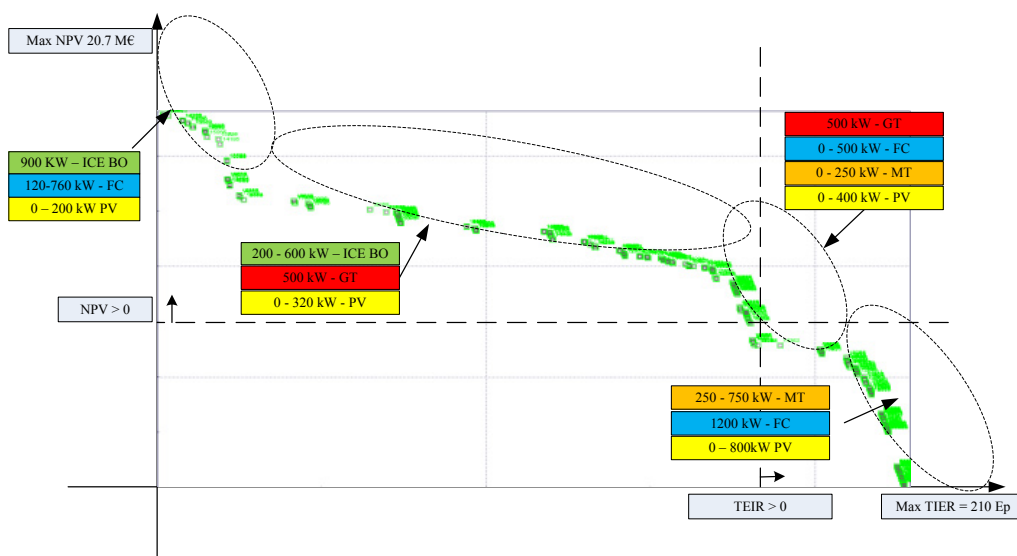 Max NPV 20.7 M€
500 kW - GT
0-500 kW - FC
0-250 kW - MT
0-400 kW - PV
900 KW – ICE BO
120-760 kW - FC
0 – 200 kW PV
200 - 600 kW – ICE BO
500 kW - GT
0 - 320 kW - PV
NPV > 0
250 - 750 kW - MT
1200 kW - FC
0 – 800kW PV
TEIR > 0
Max TIER = 210 Ep